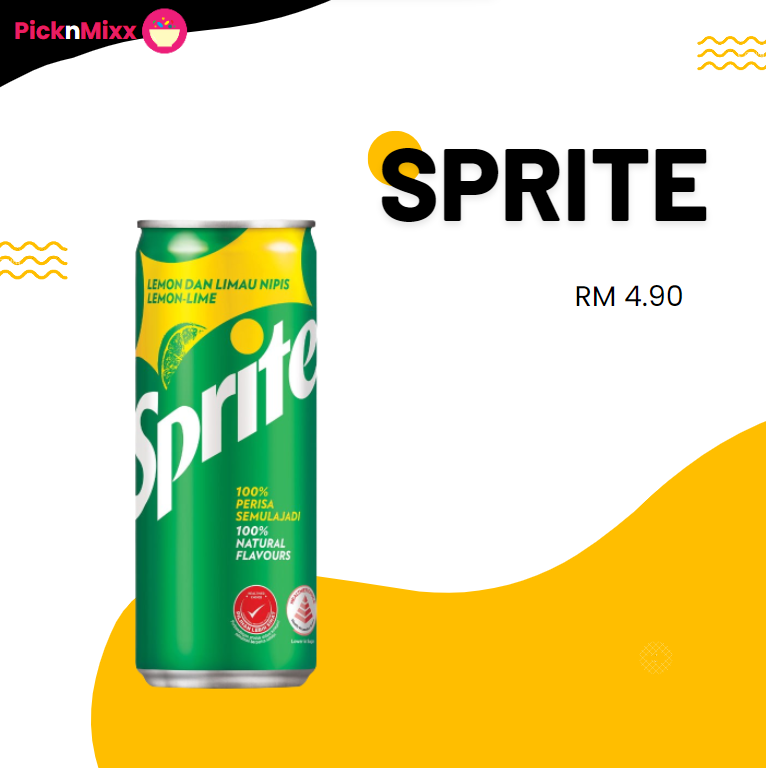 PicknMixx
SPRITE
RM 4.90
LEMON DAN LIMAU NIPIS
LEMON-LIME
Sprite
100%
PERISA
SEMULAJADI
100%
NATURAL
FLAVOURS